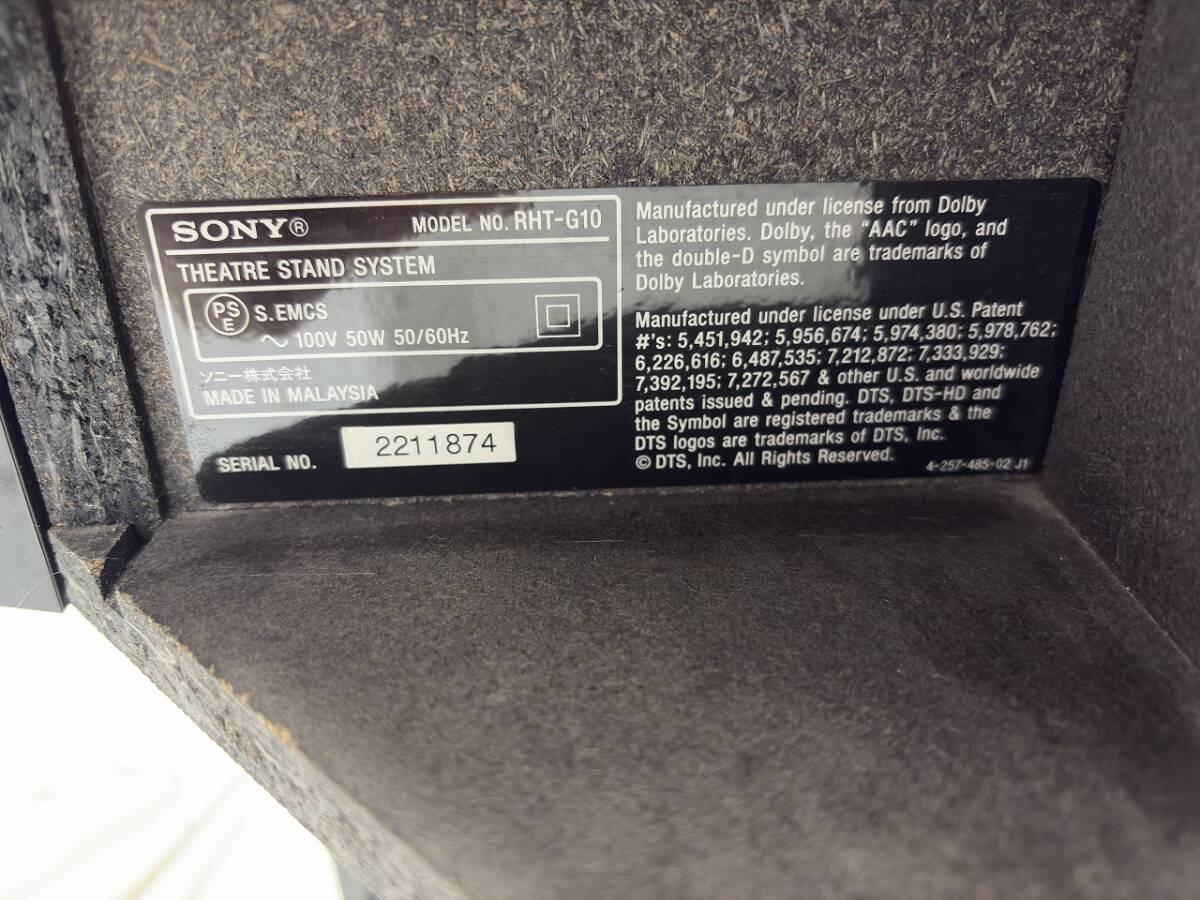 SONY®
MODEL NO. RHT-G10
THEATRE STAND SYSTEM
PS
E
S.EMCS
～ 100V 50W 50/60Hz
ソニー株式会社
MADE IN MALAYSIA
SERIAL NO.
2211874
Manufactured under license from Dolby
Laboratories. Dolby, the “AAC” logo, and
the double-D symbol are trademarks of
Dolby Laboratories.
Manufactured under license under U.S. Patent
#'s: 5,451,942; 5,956,674; 5,974,380; 5,978,762;
6,226,616; 6,487,535; 7,212,872; 7,333,929;
7,392,195; 7,272,567 & other U.S. and worldwide
patents issued & pending. DTS, DTS-HD and
the Symbol are registered trademarks & the
DTS logos are trademarks of DTS, Inc.
© DTS, Inc. All Rights Reserved.
4-257-485-02 J1